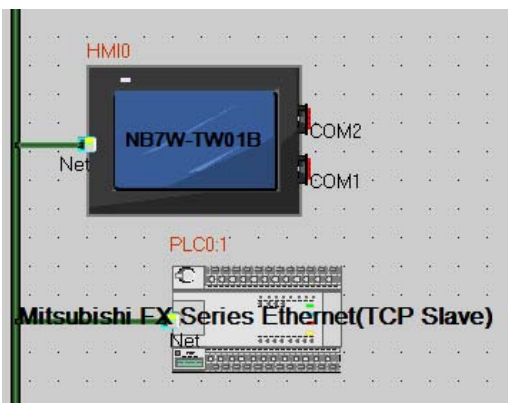 HMI0
NB7W-TW01B
COM2
Net
COM1
PLC0:1
Mitsubishi FX Series Ethernet(TCP Slave)
Net